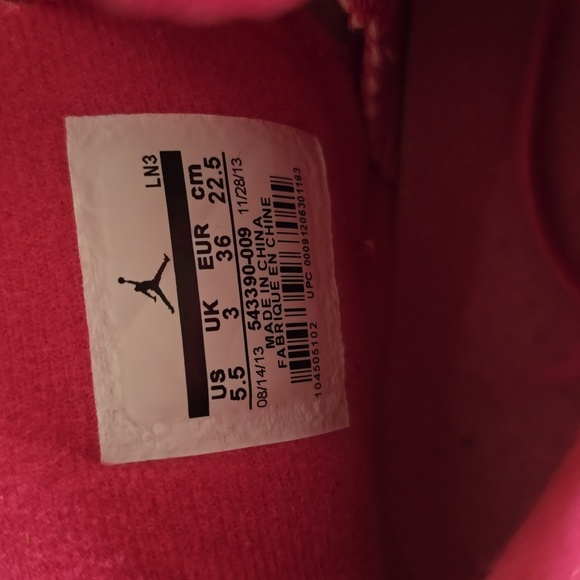 LN3
US UK EUR cm
5.5 3 36 22.5
08/14/13 543390-009 11/28/13
MADE IN CHINA
FABRIQUE EN CHINE
104505102 UPC 00091206301193